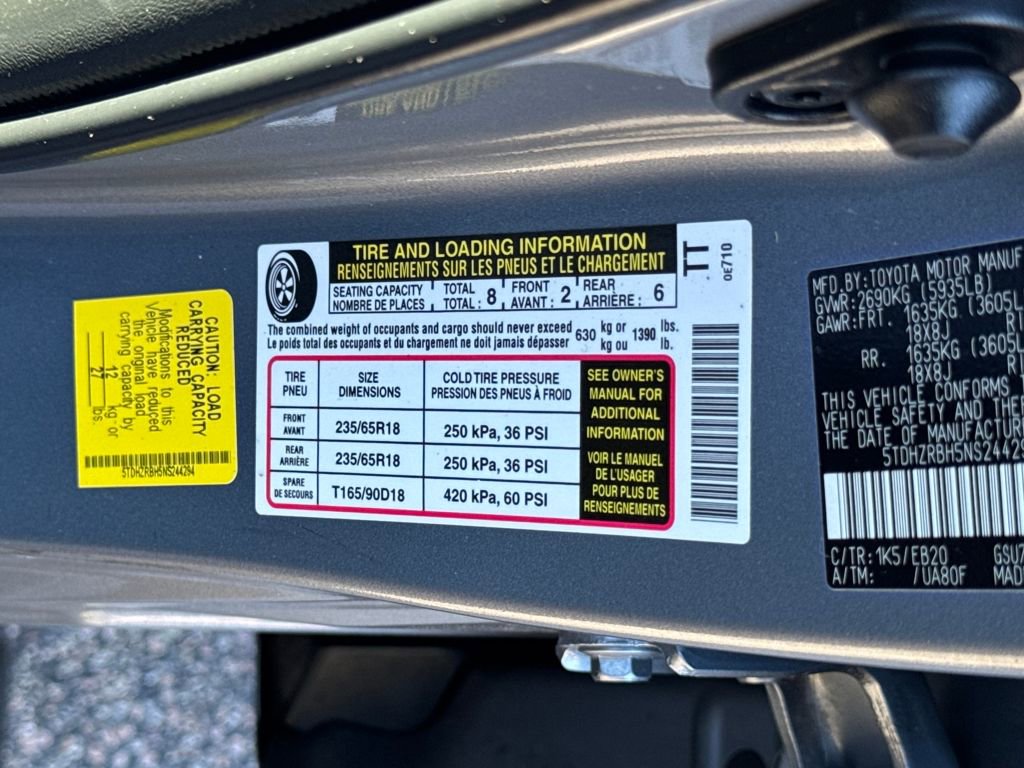 CAUTION: LOAD
CARRYING CAPACITY
REDUCED
Modifications to this
Vehicle have reduced
the original load
carrying capacity by
12 kg or
27 lbs.
5TDHZRBH5NS244294
TIRE AND LOADING INFORMATION
RENSEIGNEMENTS SUR LES PNEUS ET LE CHARGEMENT
SEATING CAPACITY TOTAL FRONT REAR
NOMBRE DE PLACES TOTAL : 8 AVANT : 2 ARRIÈRE : 6
The combined weight of occupants and cargo should never exceed 630 kg or 1390 lbs.
Le poids total des occupants et du chargement ne doit jamais dépasser kg ou lb.
TIRE SIZE COLD TIRE PRESSURE
PNEU DIMENSIONS PRESSION DES PNEUS À FROID
FRONT
AVANT 235/65R18 250 kPa, 36 PSI
REAR
ARRIÈRE 235/65R18 250 kPa, 36 PSI
SPARE
DE SECOURS T165/90D18 420 kPa, 60 PSI
SEE OWNER'S
MANUAL FOR
ADDITIONAL
INFORMATION
VOIR LE MANUEL
DE L'USAGER
POUR PLUS DE
RENSEIGNEMENTS
TT
0E710
MFD.BY:TOYOTA MOTOR MANUF
GVWR:2690KG (5935LB)
GAWR:FRT. 1635KG (3605L
18X8J
RR. 1635KG (3605L
18X8J
THIS VEHICLE CONFORMS
VEHICLE SAFETY AND THE
THE DATE OF MANUFACTUR
5TDHZRBH5NS24429
C/TR: 1K5/EB20 GSU7
A/TM: /UA80F MAD